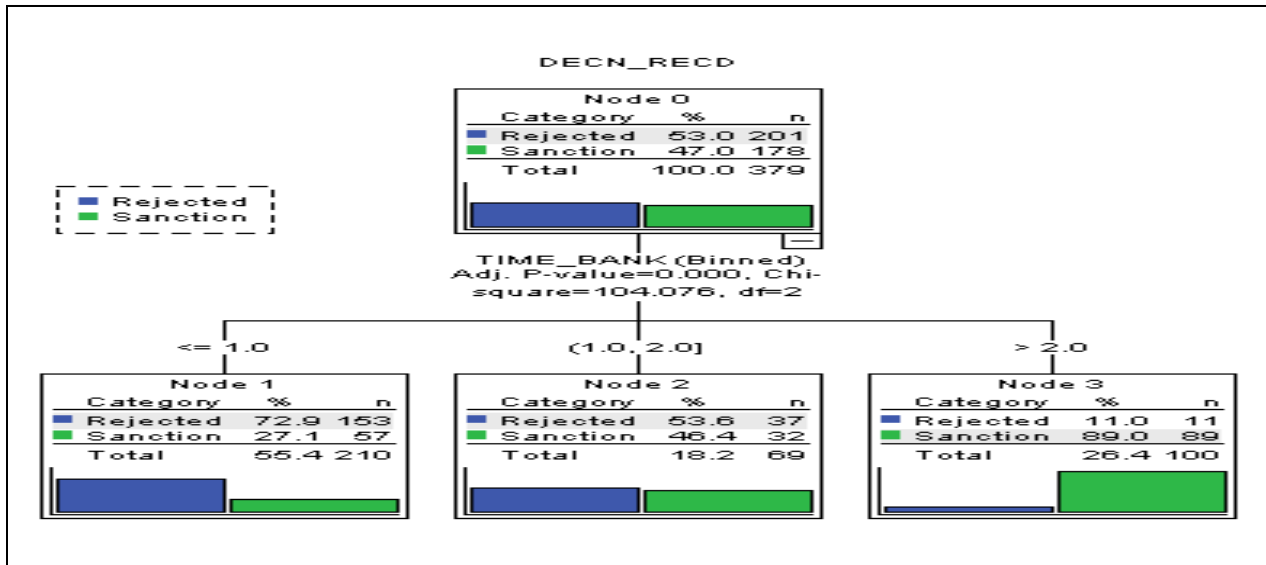 DECN_RECD
Node 0
Category % n
Rejected 53.0 201
Sanction 47.0 178
Total 100.0 379
Rejected
Sanction
TIME_BANK (Binned)
Adj. P-value=0.000, Chi-
square=104.076, df=2
<= 1.0
(1.0, 2.0]
> 2.0
Node 1
Category % n
Rejected 72.9 153
Sanction 27.1 57
Total 55.4 210
Node 2
Category % n
Rejected 53.6 37
Sanction 46.4 32
Total 18.2 69
Node 3
Category % n
Rejected 11.0 11
Sanction 89.0 89
Total 26.4 100